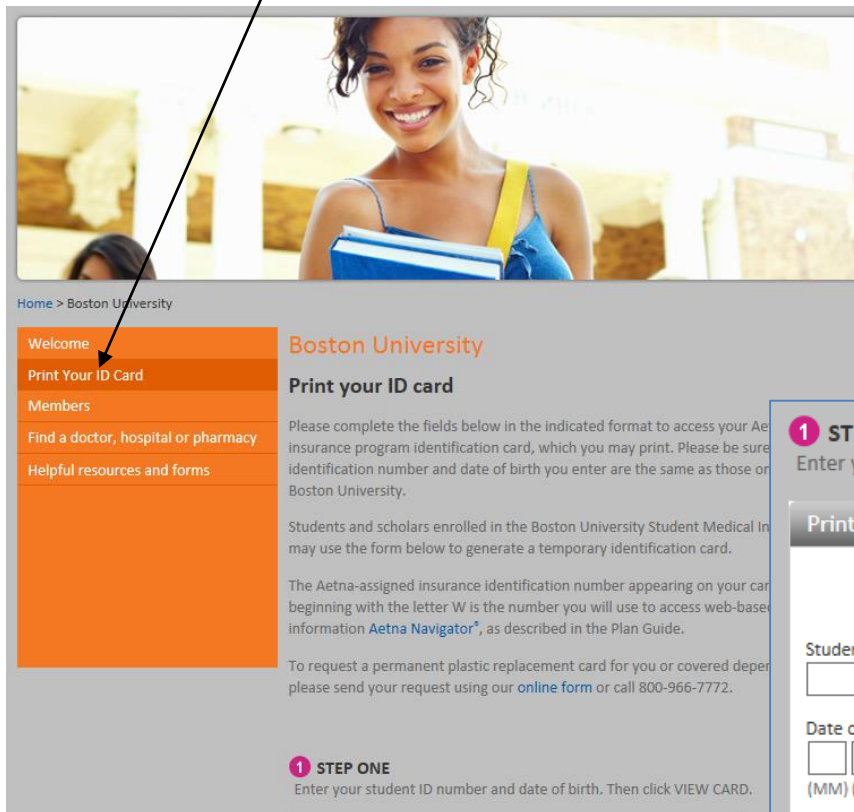 Home > Boston University
Welcome
Print Your ID Card
Members
Find a doctor, hospital or pharmacy
Helpful resources and forms
Boston University
Print your ID card
Please complete the fields below in the indicated format to access your Ae
insurance program identification card, which you may print. Please be sure
identification number and date of birth you enter are the same as those or
Boston University.
Students and scholars enrolled in the Boston University Student Medical In
may use the form below to generate a temporary identification card.
The Aetna-assigned insurance identification number appearing on your car
beginning with the letter W is the number you will use to access web-based
information Aetna Navigator®, as described in the Plan Guide.
To request a permanent plastic replacement card for you or covered deper
please send your request using our online form or call 800-966-7772.
1 STEP ONE
Enter your student ID number and date of birth. Then click VIEW CARD.
1 ST
Enter y
Print
Studen
Date o
(MM)